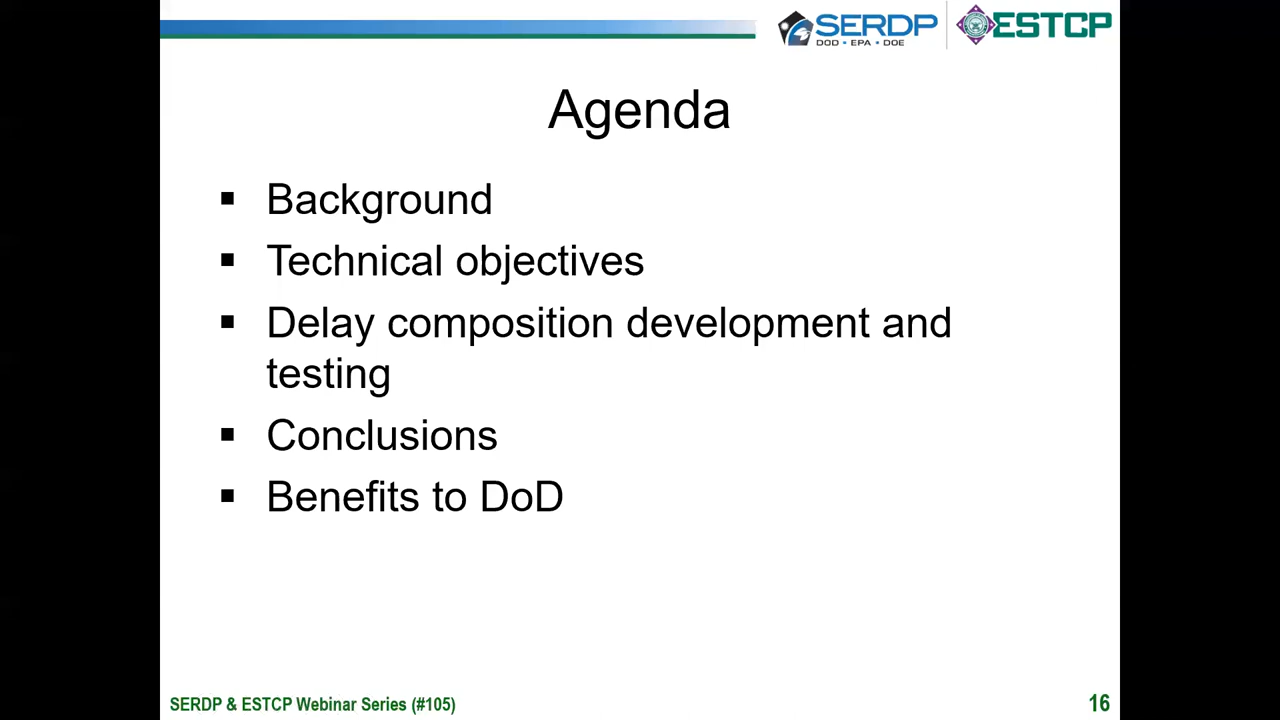 SERDP
DOD • EPA • DOE
ESTCP
Agenda
▪ Background
▪ Technical objectives
▪ Delay composition development and
testing
▪ Conclusions
▪ Benefits to DoD
SERDP & ESTCP Webinar Series (#105)
16